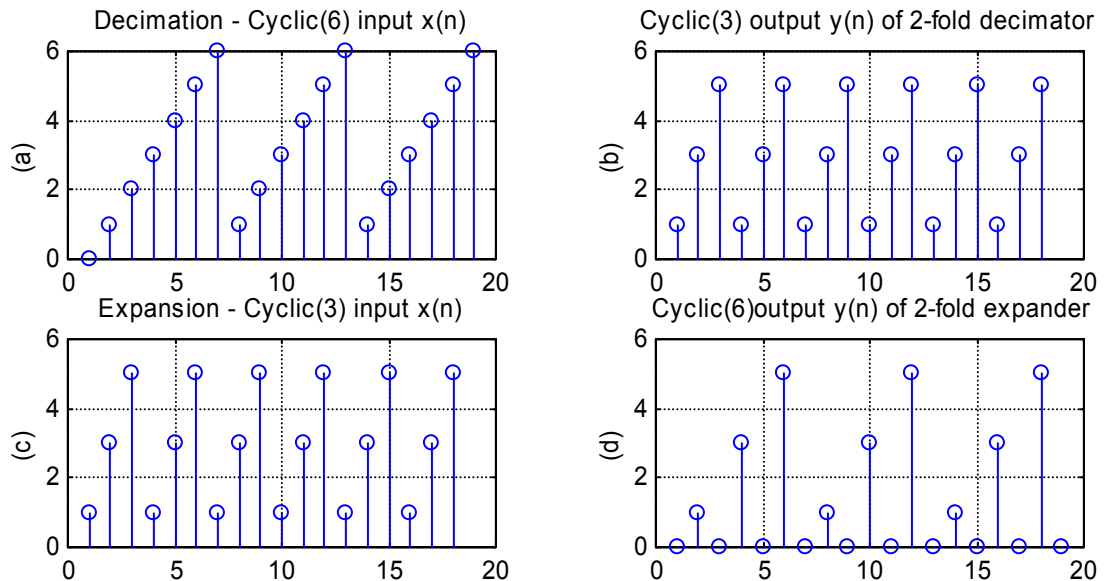 Decimation - Cyclic(6) input x(n)
6
4
2
0
(a)
0 5 10 15 20
Cyclic(3) output y(n) of 2-fold decimator
6
4
2
0
(b)
0 5 10 15 20
Expansion - Cyclic(3) input x(n)
6
4
2
0
(c)
0 5 10 15 20
Cyclic(6)output y(n) of 2-fold expander
6
4
2
0
(d)
0 5 10 15 20